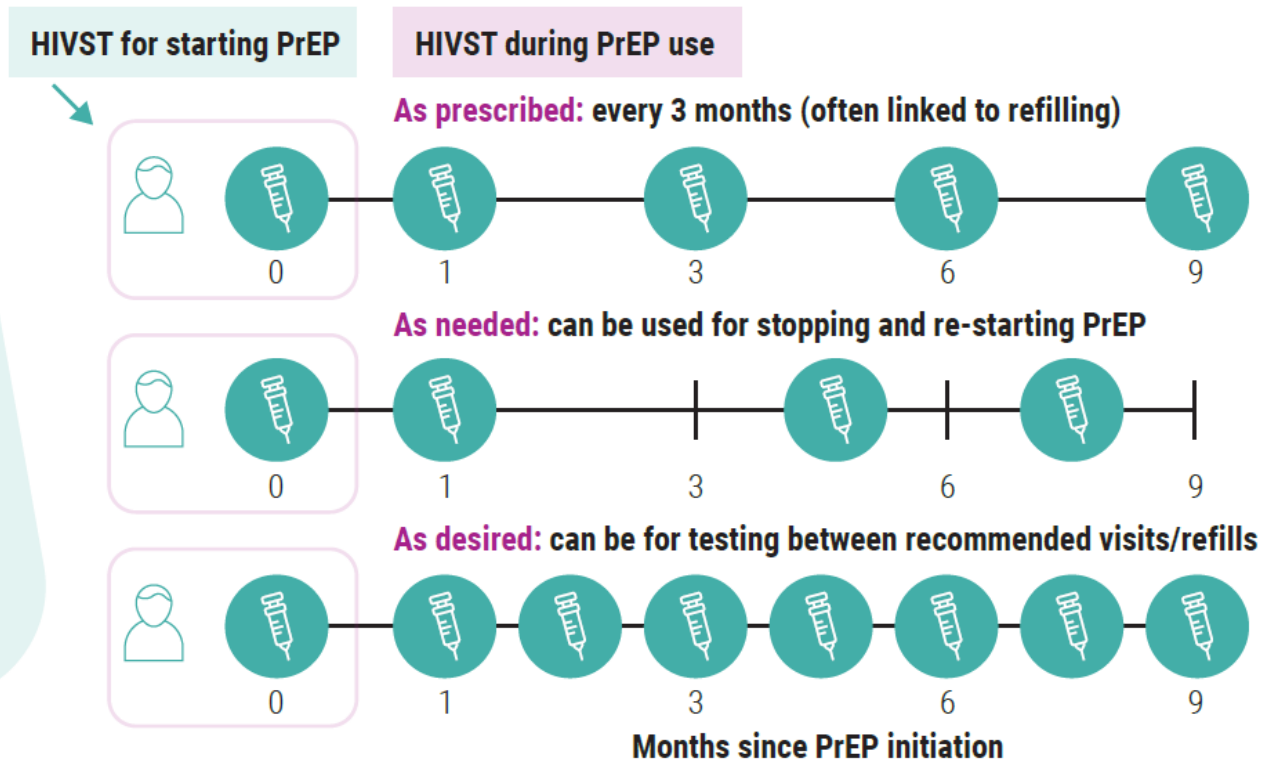 HIVST for starting PrEP
HIVST during PrEP use
As prescribed: every 3 months (often linked to refilling)
0 1 3 6 9
As needed: can be used for stopping and re-starting PrEP
0 1 3 6 9
As desired: can be for testing between recommended visits/refills
0 1 3 6 9
Months since PrEP initiation